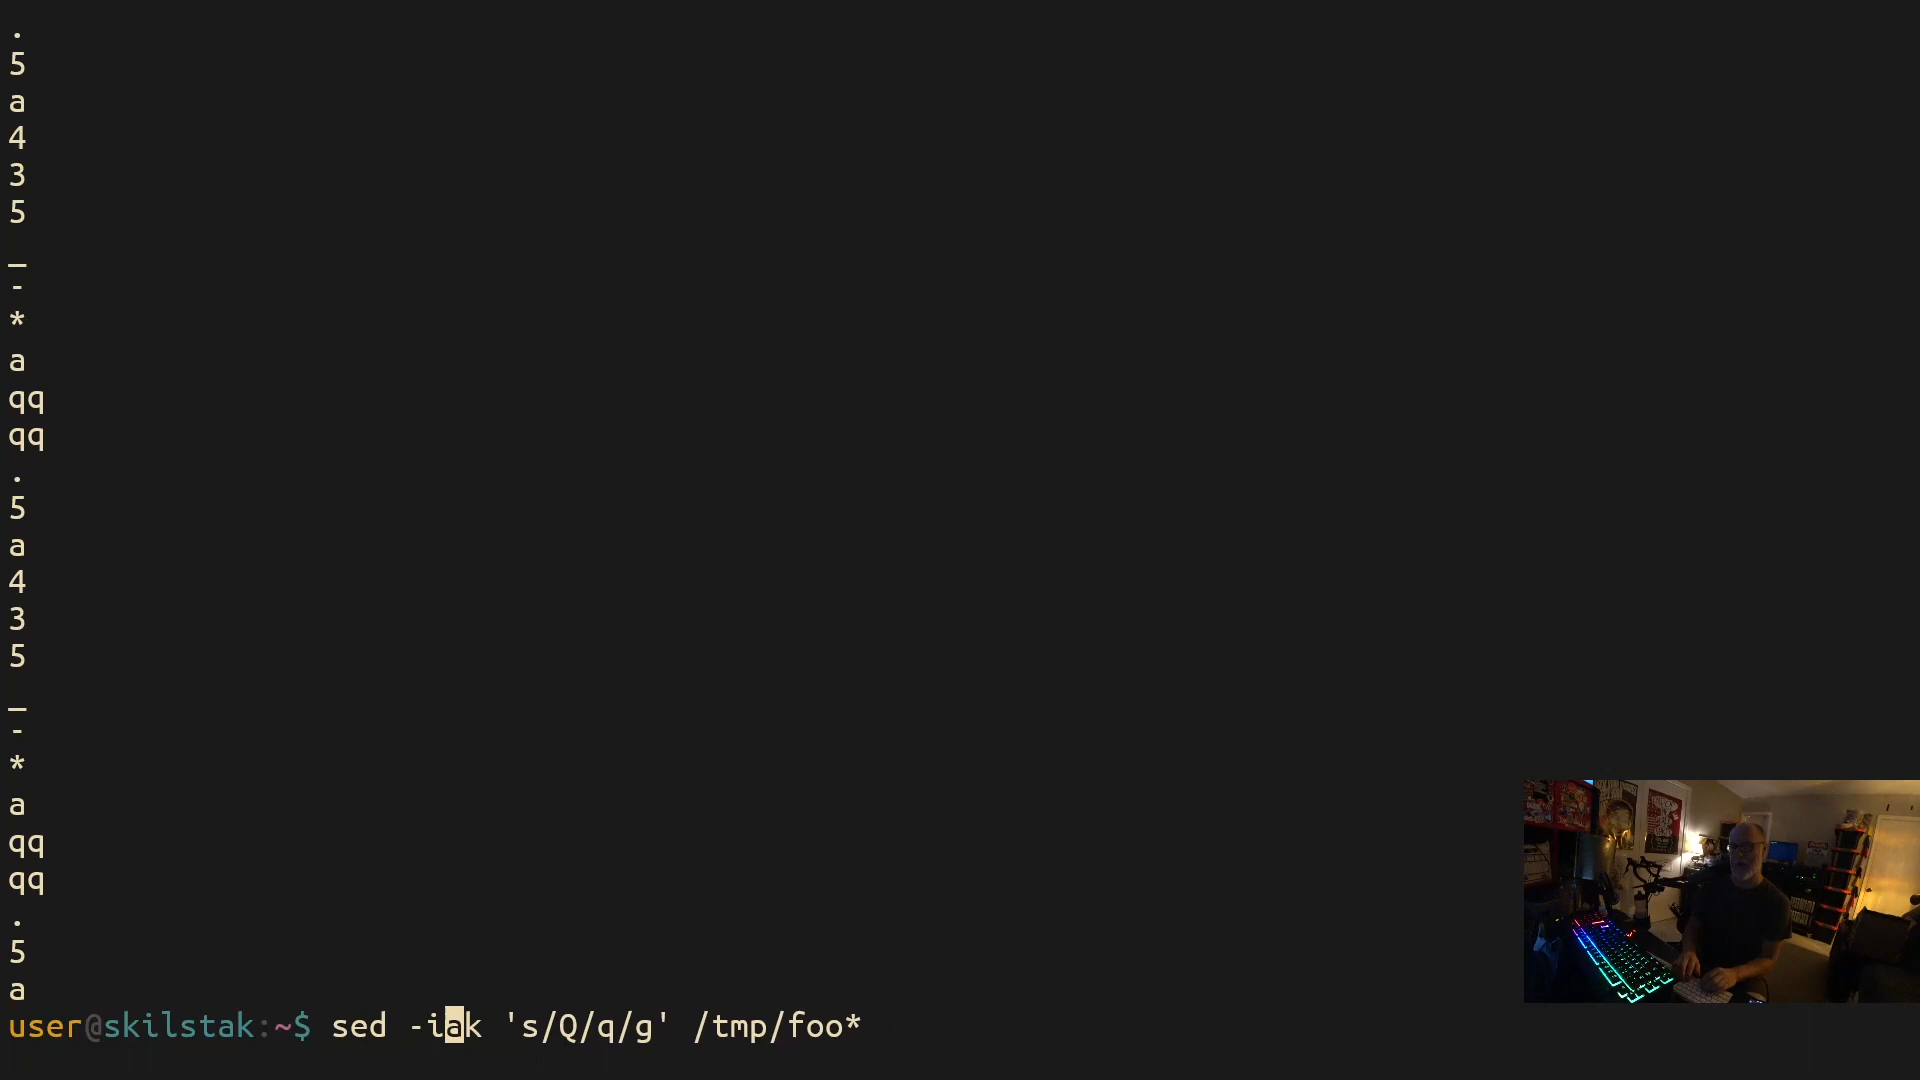 .
5
a
4
3
5
_
-
*
a
qq
qq
.
5
a
4
3
5
_
-
*
a
qq
qq
.
5
a
user@skilstak:~$ sed -iak 's/Q/q/g' /tmp/foo*